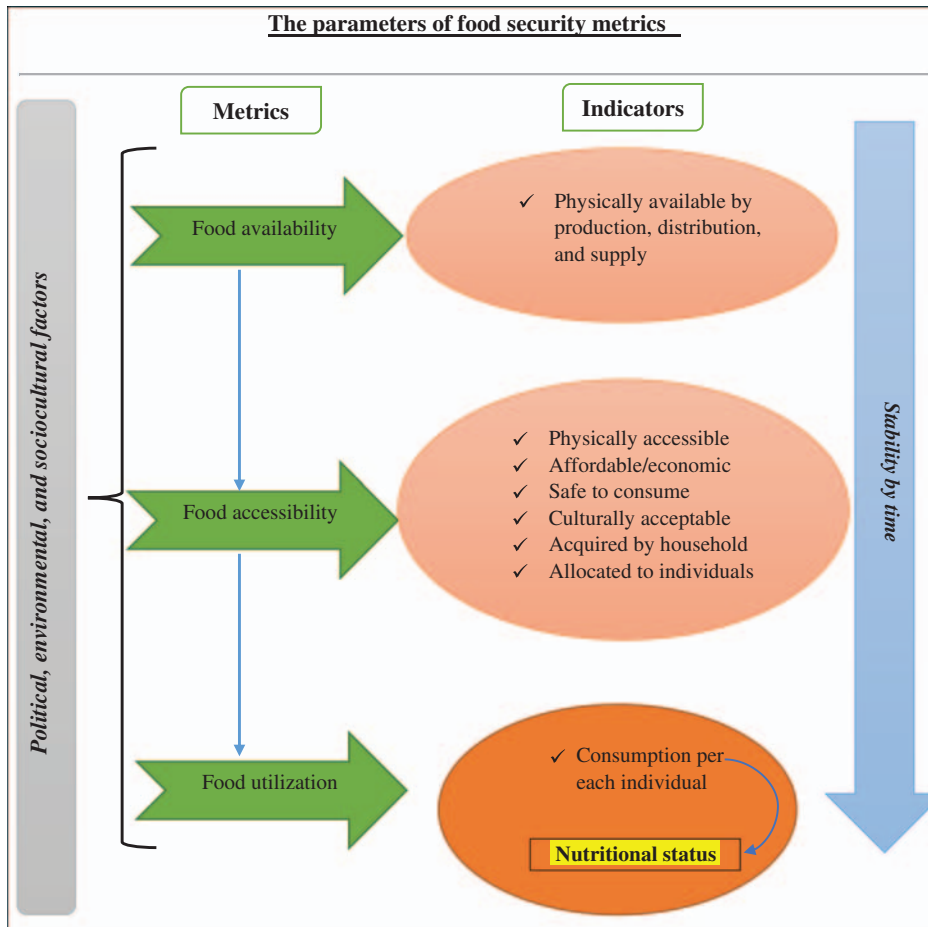 The parameters of food security metrics
Metrics
Indicators
Political, environmental, and sociocultural factors
Food availability
✓ Physically available by
production, distribution,
and supply
Food accessibility
✓ Physically accessible
✓ Affordable/economic
✓ Safe to consume
✓ Culturally acceptable
✓ Acquired by household
✓ Allocated to individuals
Food utilization
✓ Consumption per
each individual
Nutritional status
Stability by time